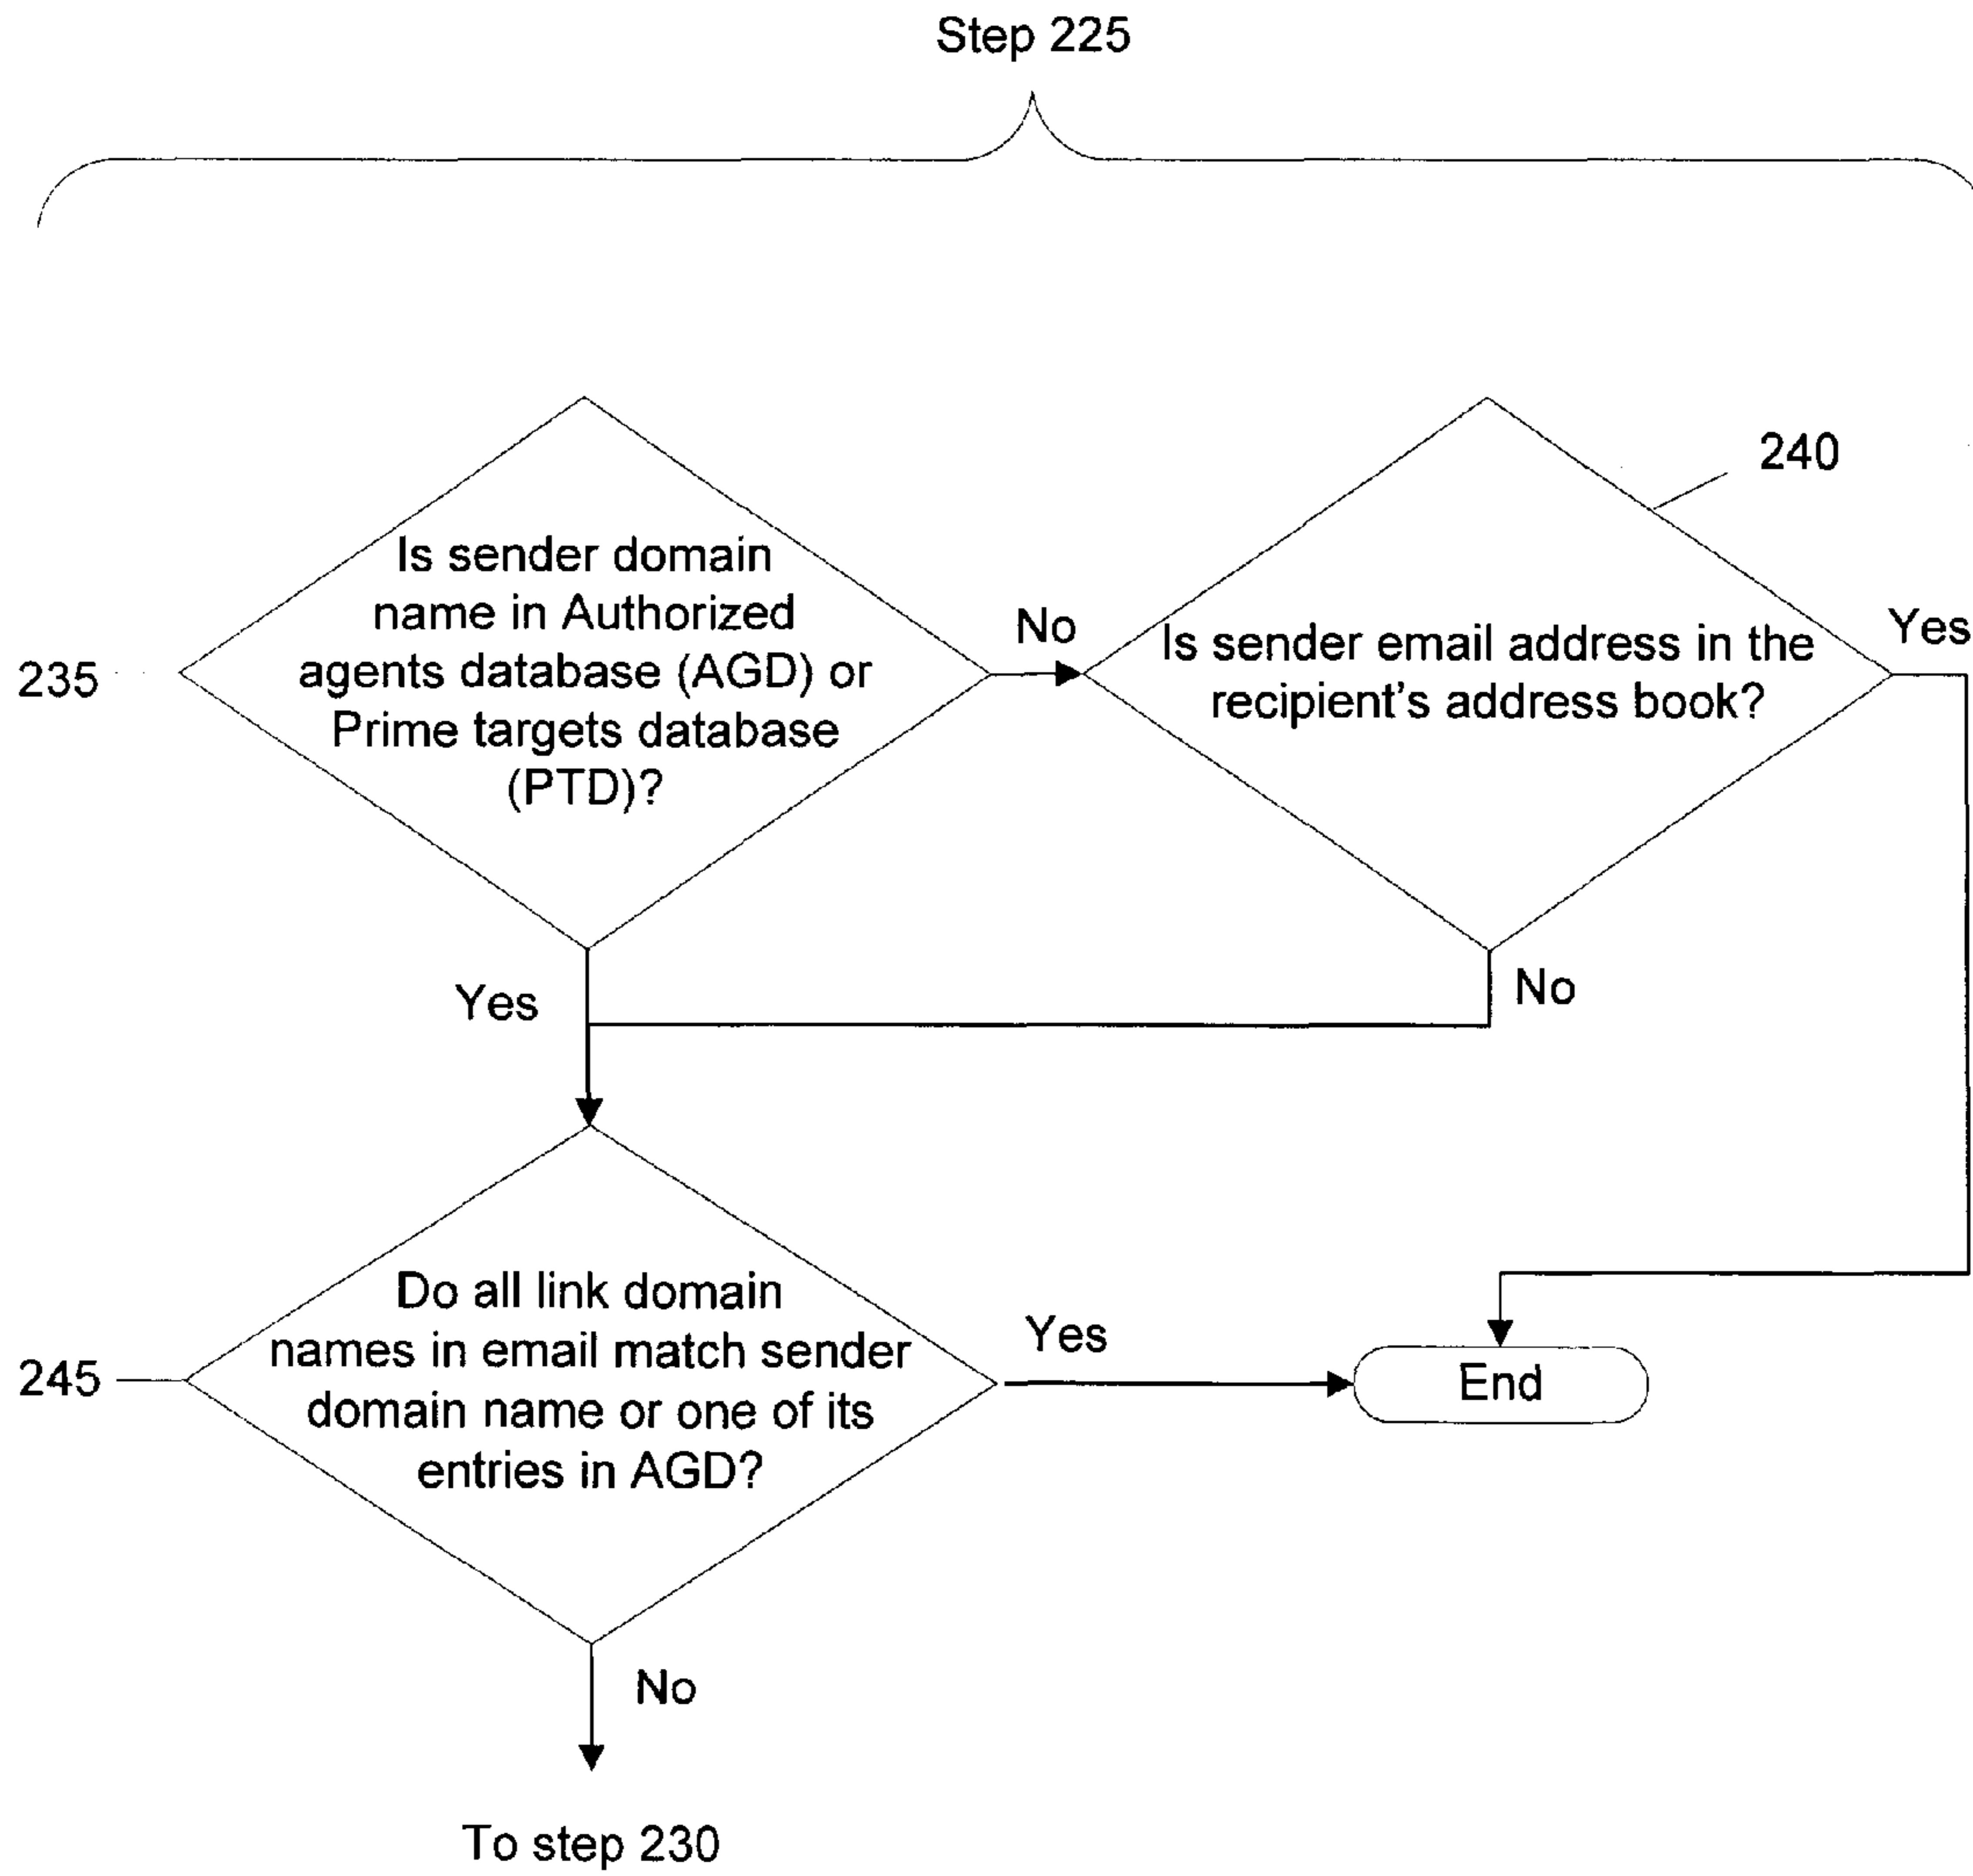 Step 225
240
Is sender domain
name in Authorized
agents database (AGD) or
Prime targets database
(PTD)?
235
No
Is sender email address in the
recipient's address book?
Yes
Yes
No
Do all link domain
names in email match sender
domain name or one of its
entries in AGD?
245
Yes
End
No
To step 230